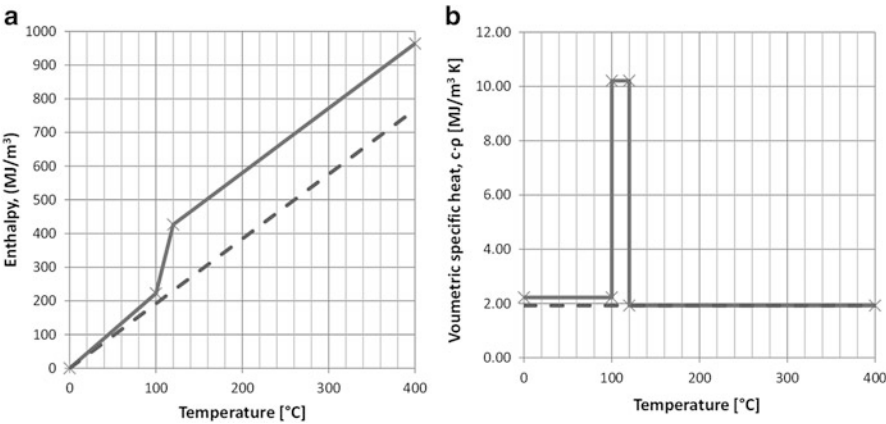 a
1000
900
800
700
600
500
400
300
200
100
0
0 100 200 300 400
Enthalpy, (MJ/m³)
Temperature [°C]
b
12.00
10.00
8.00
6.00
4.00
2.00
0.00
0 100 200 300 400
Voumetric specific heat, c·ρ [MJ/m³ K]
Temperature [°C]